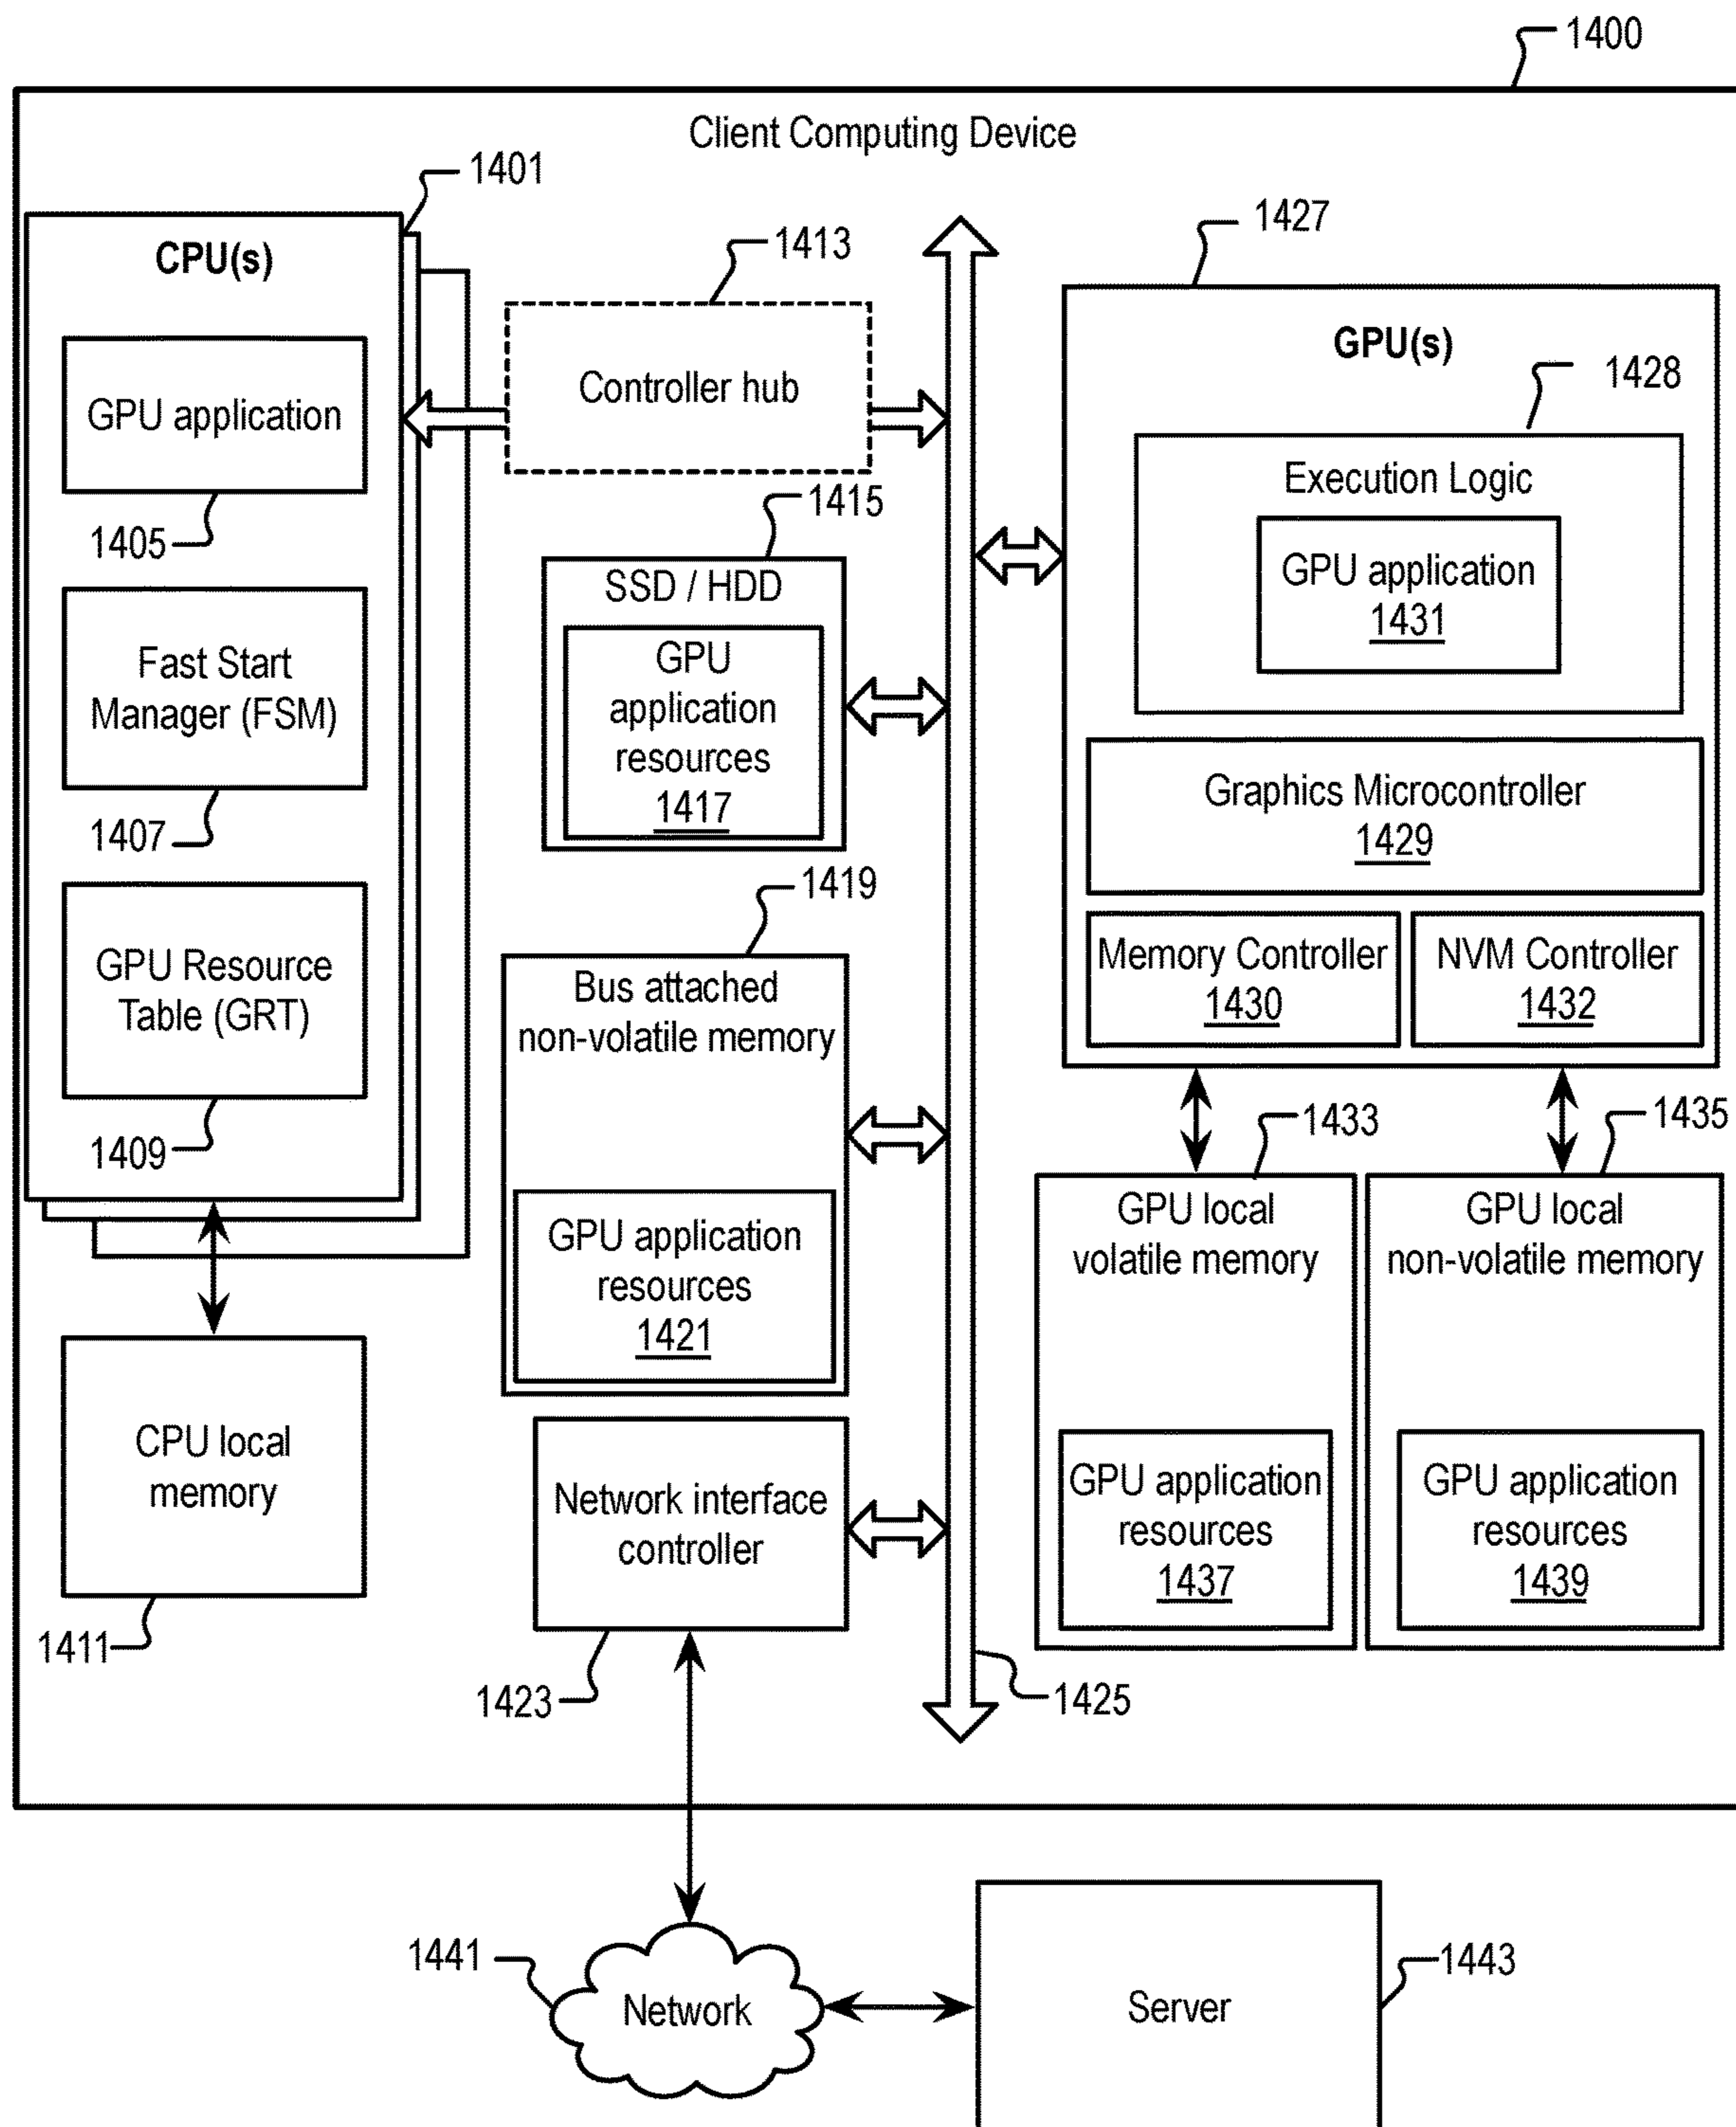 1400
Client Computing Device
1401
CPU(s)
GPU application
1405
Fast Start
Manager (FSM)
1407
GPU Resource
Table (GRT)
1409
CPU local
memory
1411
1413
Controller hub
1415
SSD / HDD
GPU
application
resources
1417
1419
Bus attached
non-volatile memory
GPU application
resources
1421
Network interface
controller
1423
1425
1427
GPU(s)
1428
Execution Logic
GPU application
1431
Graphics Microcontroller
1429
Memory Controller
1430
NVM Controller
1432
1433
GPU local
volatile memory
GPU application
resources
1437
1435
GPU local
non-volatile memory
GPU application
resources
1439
1441
Network
Server
1443